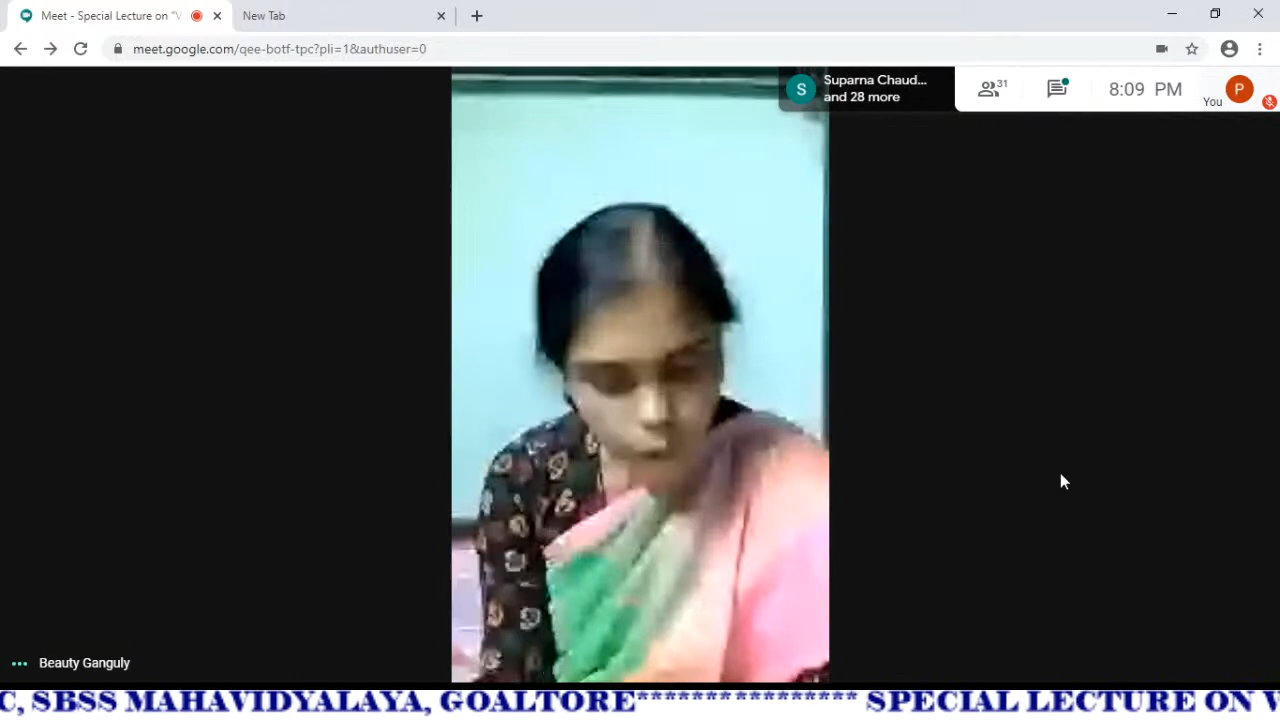 Meet - Special Lecture on "V
New Tab
meet.google.com/qee-botf-tpc?pli=1&authuser=0
Suparna Chaud...
and 28 more
S
31
8:09 PM
You
P
Beauty Ganguly
C, SBSS MAHAVIDYALAYA, GOALTORE**************** SPECIAL LECTURE ON V